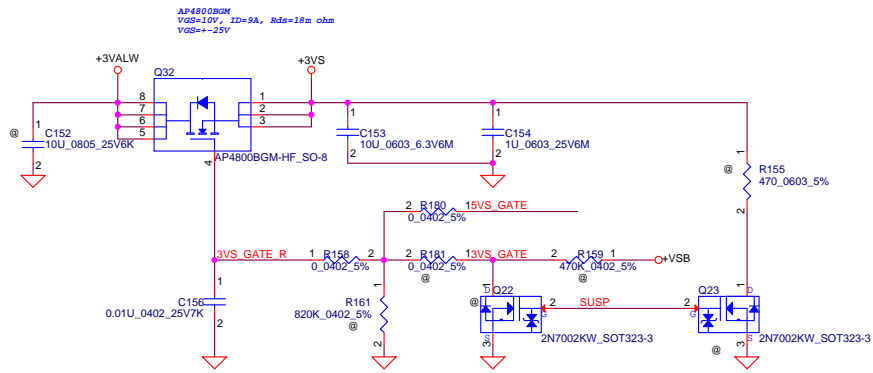 AP4800BGM
VGS=10V, ID=9A, Rds=18m ohm
VGS=+-25V
+3VALW
+3VS
Q32
8
7
6
5
1
2
3
4
AP4800BGM-HF_SO-8
@
1
C152
10U_0805_25V6K
2
1
C153
10U_0603_6.3V6M
2
1
C154
1U_0603_25V6M
2
1
@
R155
470_0603_5%
2
2
R180
1
5VS_GATE
0_0402_5%
3VS_GATE_R
1
R158
2
0_0402_5%
2
R181
1
3VS_GATE
0_0402_5%
@
2
R159
1
470K_0402_5%
@
+VSB
1
C156
0.01U_0402_25V7K
2
1
R161
820K_0402_5%
@
2
1
D
Q22
@
2
G
S
3
2N7002KW_SOT323-3
SUSP
2
G
Q23
1
D
S
3
@
2N7002KW_SOT323-3